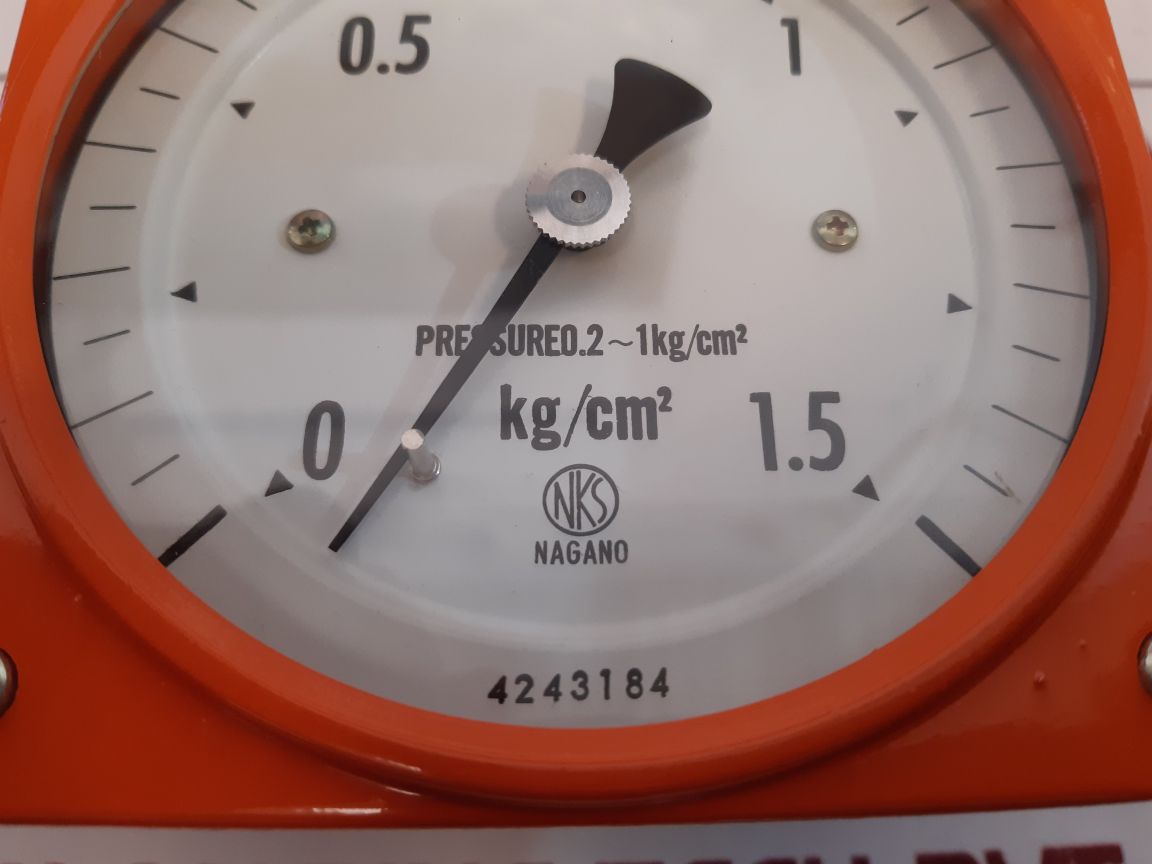 0.5 1
PRESSURE0.2~1kg/cm²
0 kg/cm² 1.5
NKS
NAGANO
4243184